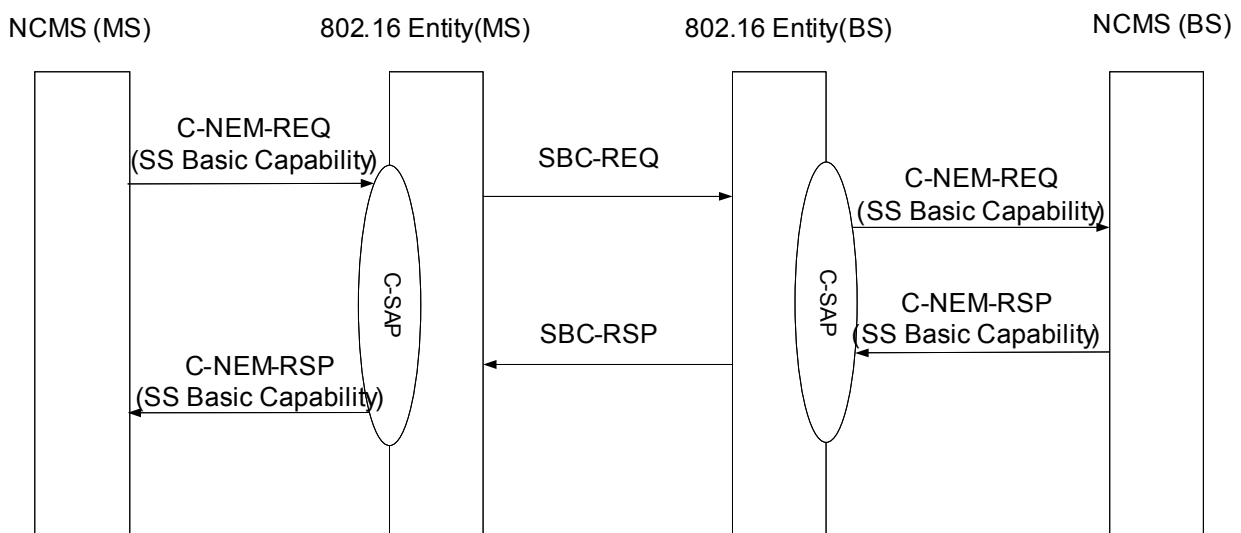 NCMS (MS)
802.16 Entity(MS)
802.16 Entity(BS)
NCMS (BS)
C-NEM-REQ
(SS Basic Capability)
SBC-REQ
C-NEM-REQ
(SS Basic Capability)
C-SAP
C-SAP
C-NEM-RSP
(SS Basic Capability)
SBC-RSP
C-NEM-RSP
(SS Basic Capability)